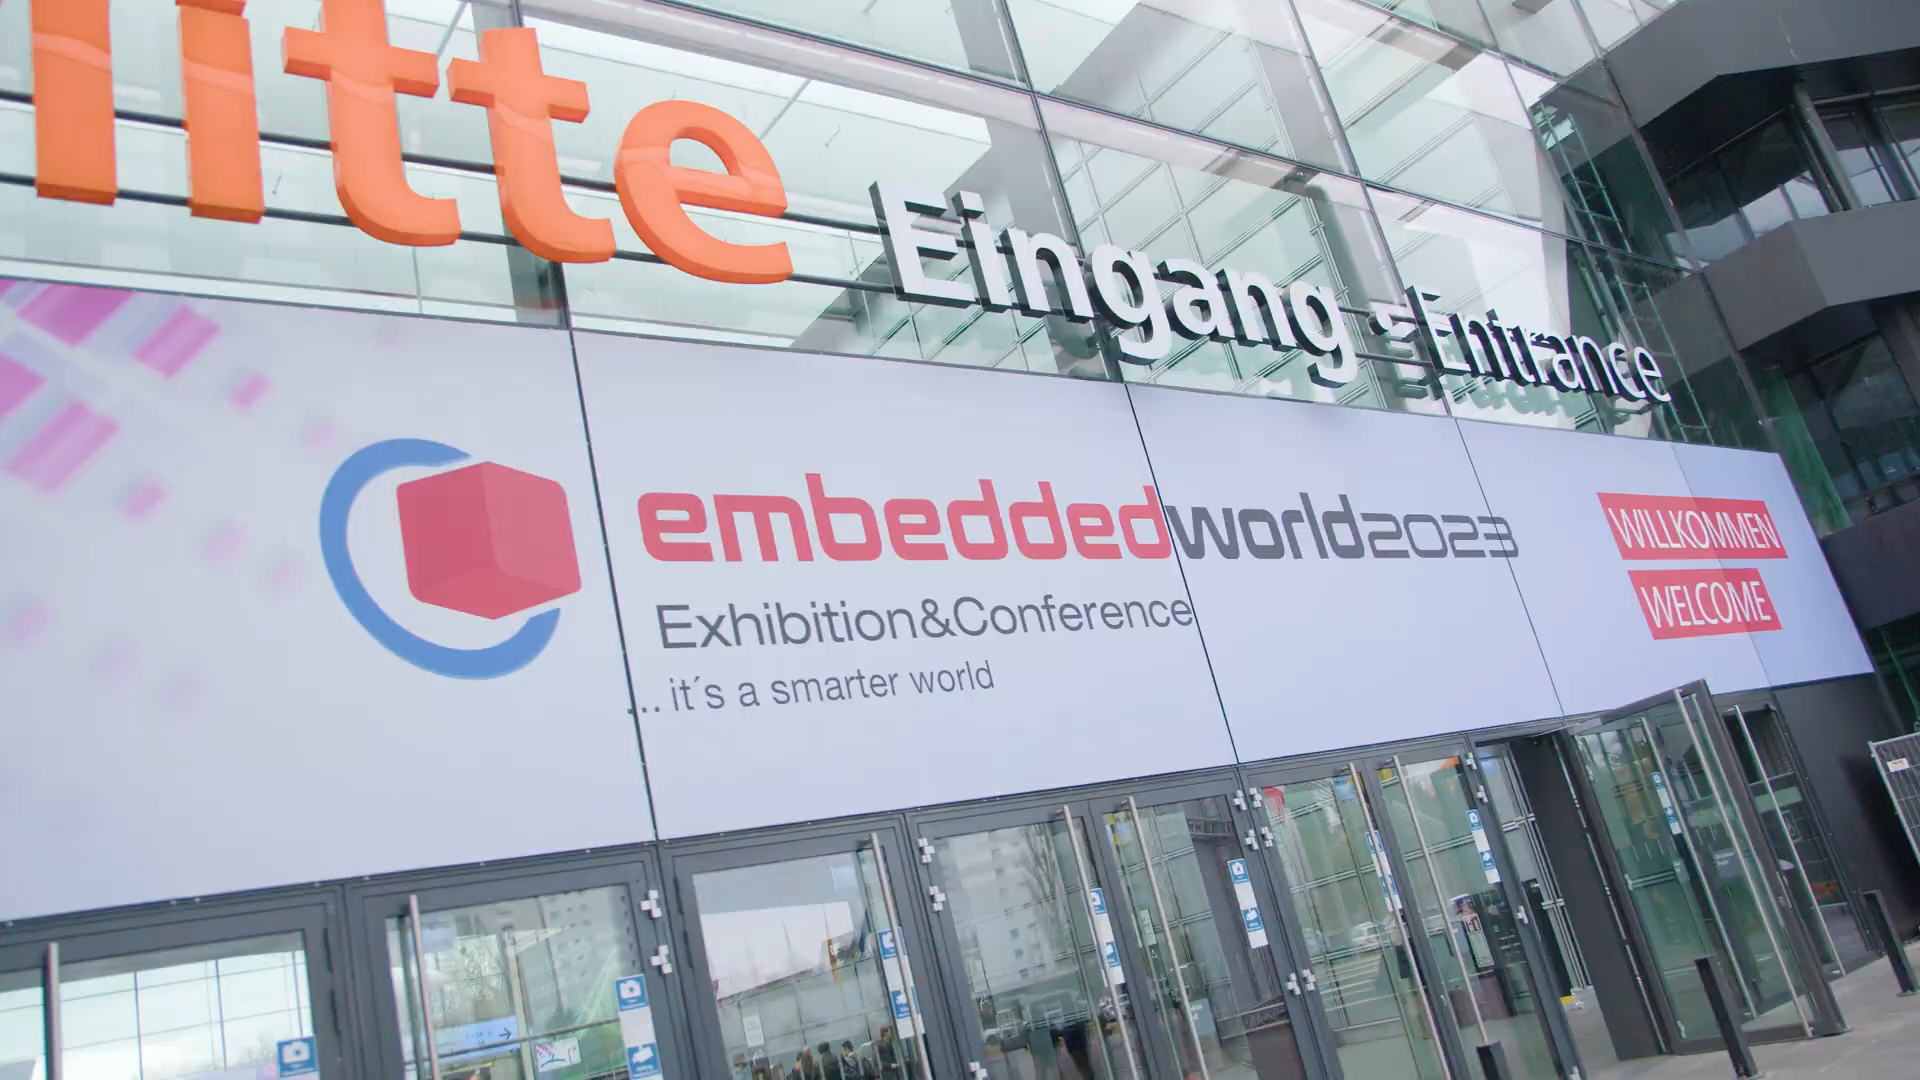 itte
Eingang • Entrance
embeddedworld2023
Exhibition&Conference
... it´s a smarter world
WILLKOMMEN
WELCOME